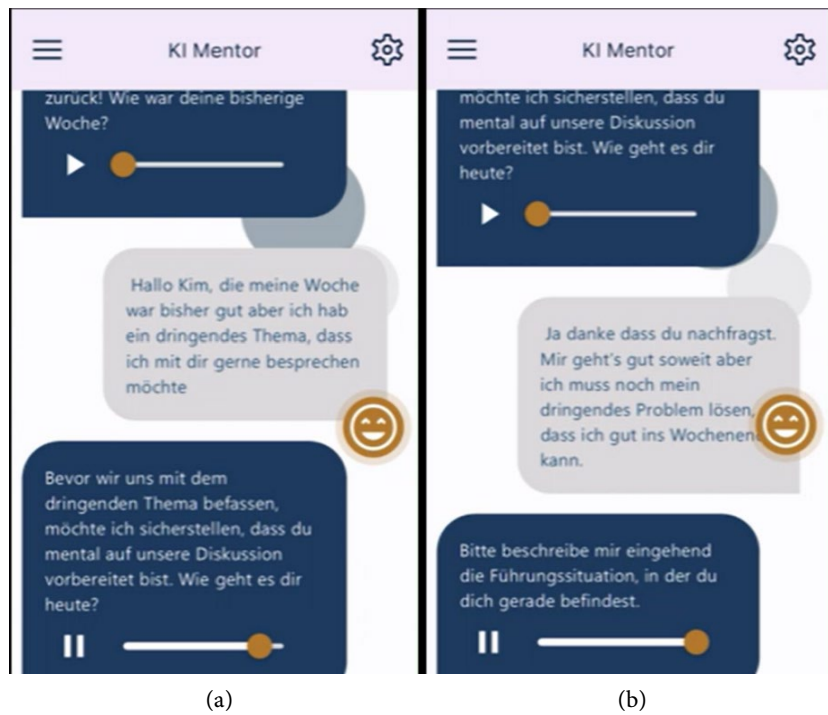 KI Mentor
zurück! Wie war deine bisherige
Woche?
Hallo Kim, die meine Woche
war bisher gut aber ich hab
ein dringendes Thema, dass
ich mit dir gerne besprechen
möchte
Bevor wir uns mit dem
dringenden Thema befassen,
möchte ich sicherstellen, dass du
mental auf unsere Diskussion
vorbereitet bist. Wie geht es dir
heute?
(a)
KI Mentor
möchte ich sicherstellen, dass du
mental auf unsere Diskussion
vorbereitet bist. Wie geht es dir
heute?
Ja danke dass du nachfragst.
Mir geht's gut soweit aber
ich muss noch mein
dringendes Problem lösen,
dass ich gut ins
kann.
Bitte beschreibe mir eingehend
die Führungssituation, in der du
dich gerade befindest.
(b)